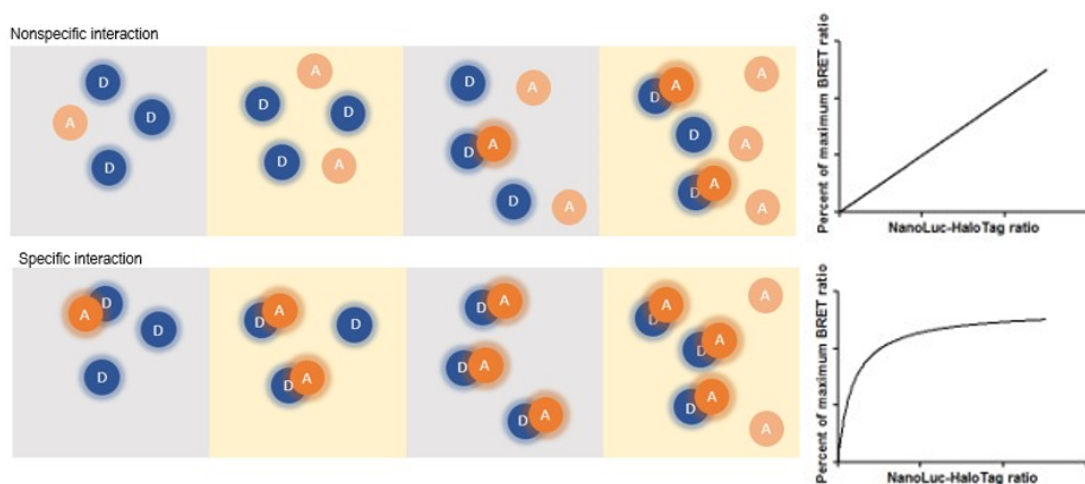 Nonspecific interaction
D
D
A
D
A
D
D
D
A
D
A
D A
D
A
D A
A
D
A
D A
A
Percent of maximum BRET ratio
NanoLuc-HaloTag ratio
Specific interaction
A D
D
D
D A
D
D A
D A
D A
D A
D A
A
D A
D A
A
Percent of maximum BRET ratio
NanoLuc-HaloTag ratio